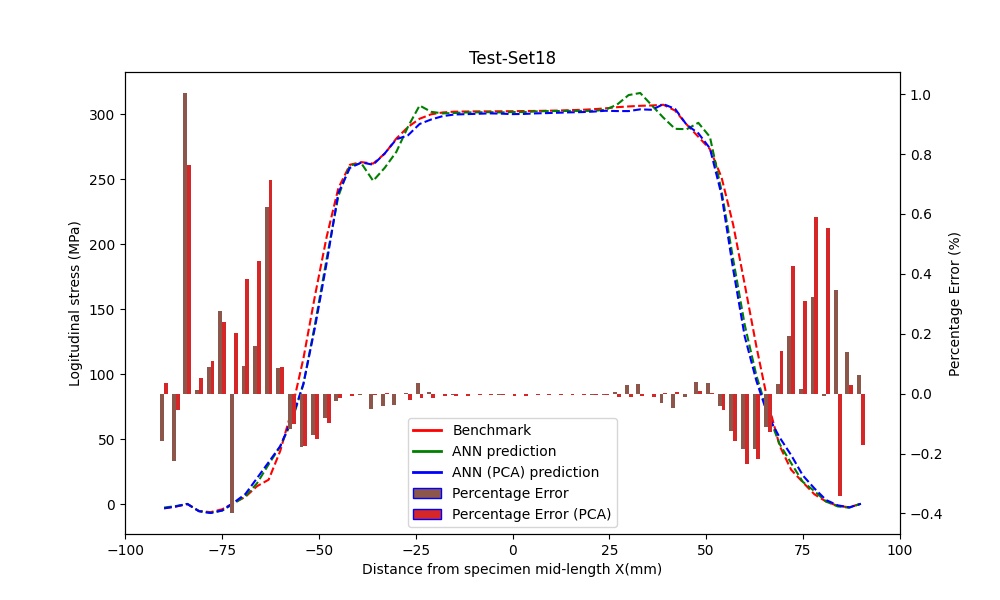 Test-Set18
300
250
200
150
100
50
0
Logitudinal stress (MPa)
1.0
0.8
0.6
0.4
0.2
0.0
−0.2
−0.4
Percentage Error (%)
Benchmark
ANN prediction
ANN (PCA) prediction
Percentage Error
Percentage Error (PCA)
−100 −75 −50 −25 0 25 50 75 100
Distance from specimen mid-length X(mm)